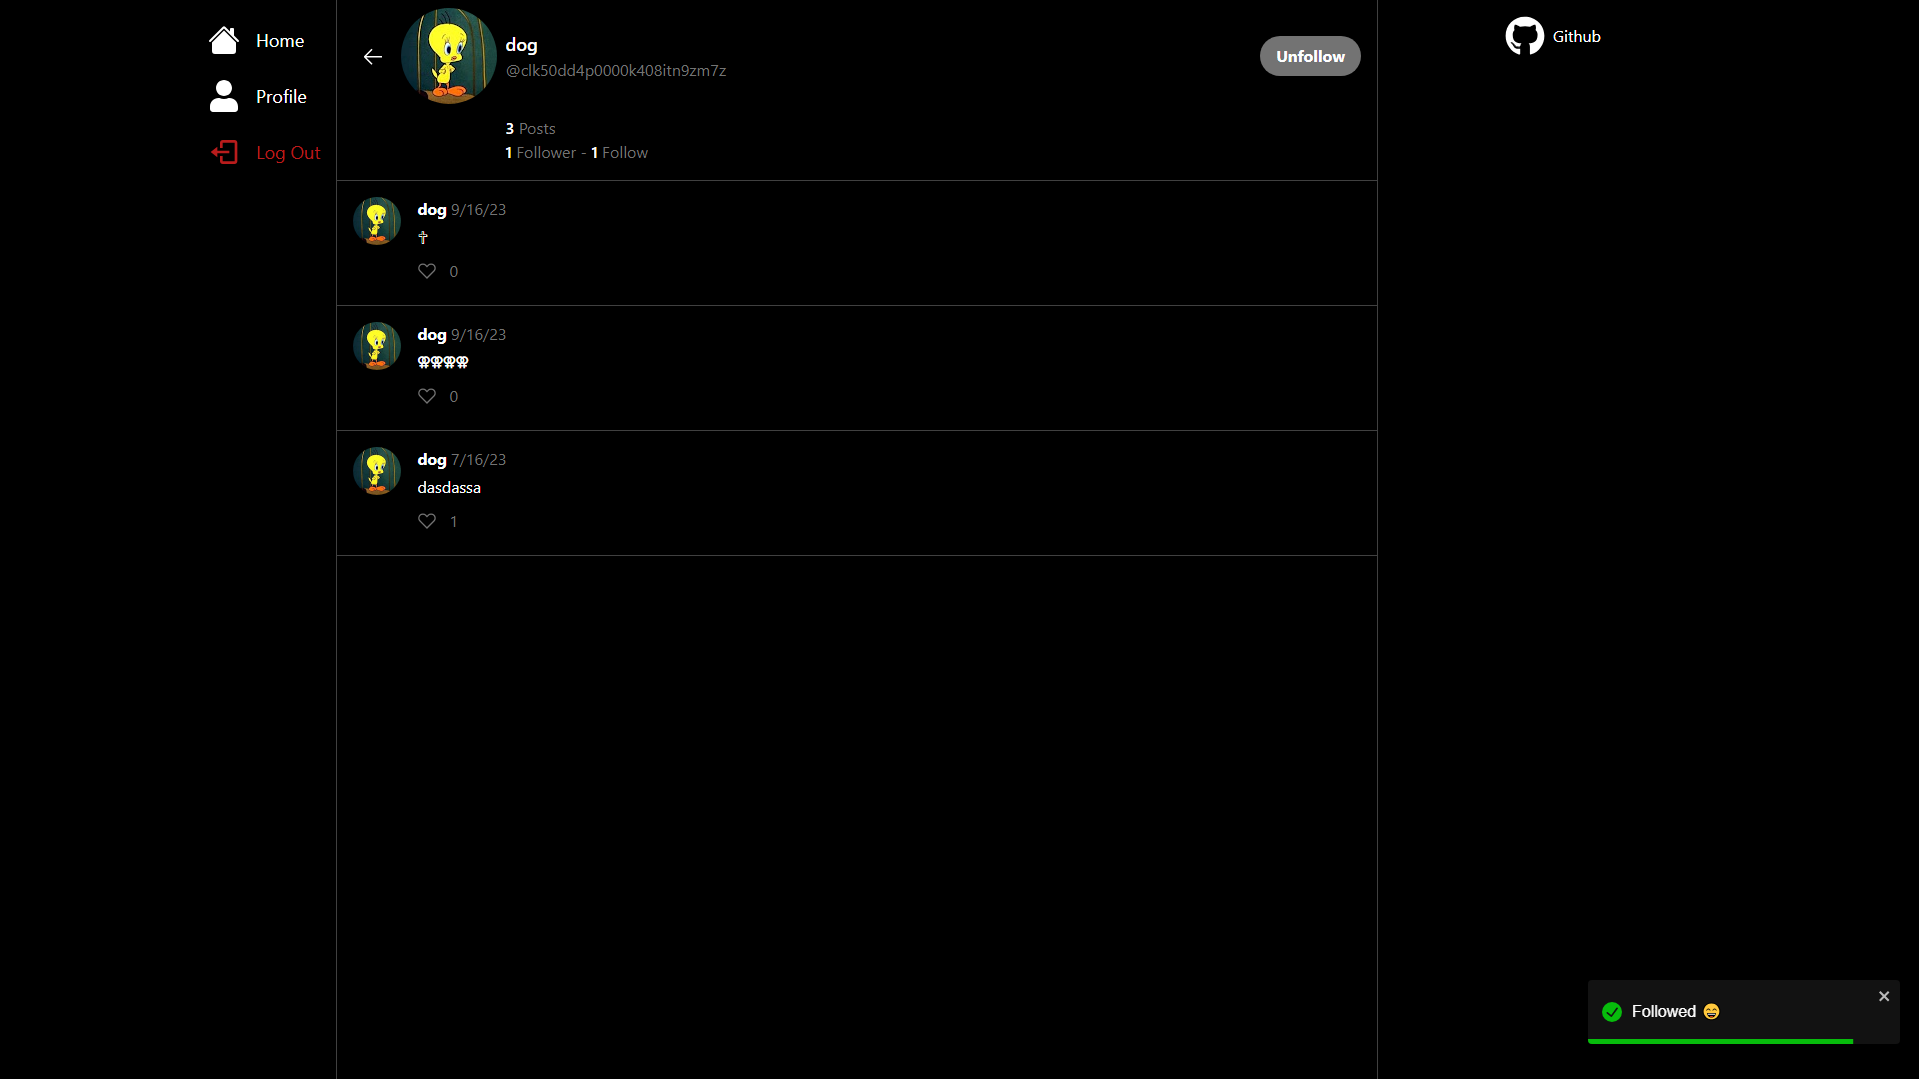 Home
Profile
Log Out
dog
@clk50dd4p0000k408itn9zm7z
Unfollow
3 Posts
1 Follower - 1 Follow
dog 9/16/23
✞
0
dog 9/16/23
0
dog 7/16/23
dasdassa
1
Github
Followed 😄